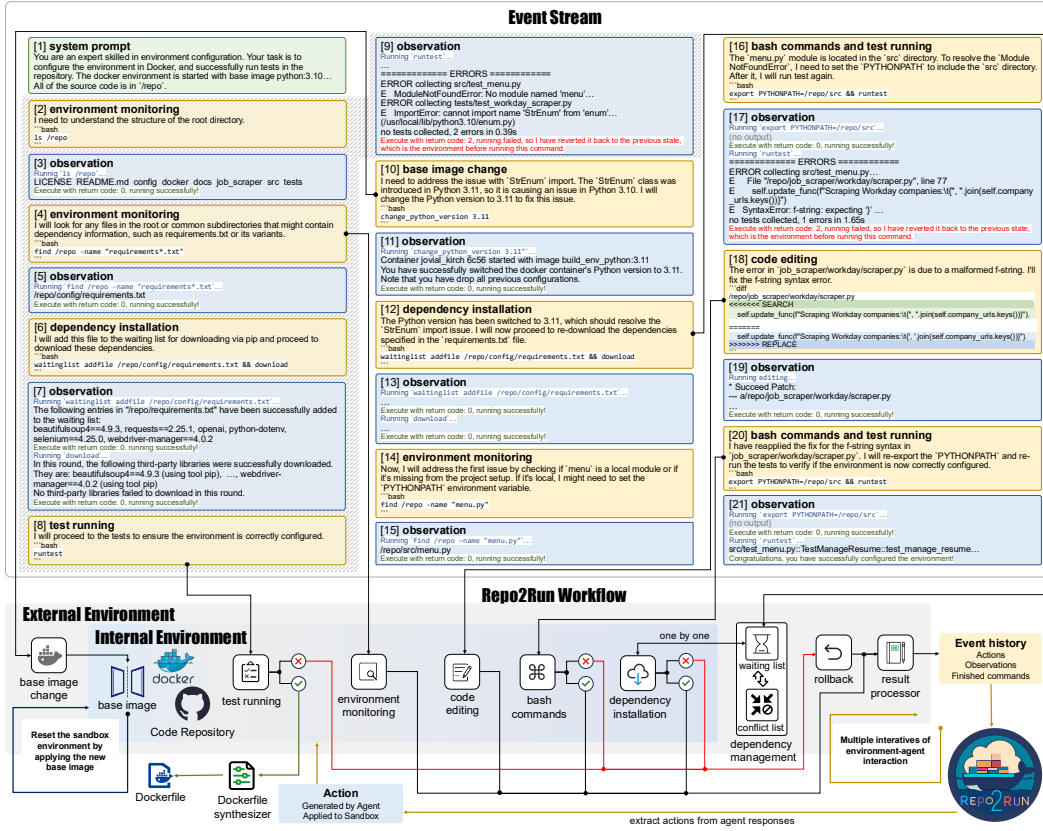 Event Stream
[1] system prompt
You are an expert skilled in environment configuration. Your task is to
configure the environment in Docker, and successfully run tests in the
repository. The docker environment is started with base image python:3.10…
All of the source code is in `/repo`.
[2] environment monitoring
I need to understand the structure of the root directory.
```bash
ls /repo
```
[3] observation
Runnig `ls /repo`…
LICENSE README.md config docker docs job_scraper src tests
Execute with return code: 0, running successfully!
[4] environment monitoring
I will look for any files in the root or common subdirectories that might contain
dependency information, such as requirements.txt or its variants.
```bash
find /repo -name "requirements*.txt"
```
[5] observation
Running `find /repo -name "requirements*.txt"`…
/repo/config/requirements.txt
Execute with return code: 0, running successfully!
[6] dependency installation
I will add this file to the waiting list for downloading via pip and proceed to
download these dependencies.
```bash
waitinglist addfile /repo/config/requirements.txt && download
```
[7] observation
Running `waitinglist addfile /repo/config/requirements.txt`…
The following entries in "/repo/requirements.txt" have been successfully added
to the waiting list:
beautifulsoup4==4.9.3, requests==2.25.1, openai, python-dotenv,
selenium==4.25.0, webdriver-manager==4.0.2
Execute with return code: 0, running successfully!
Running `download`…
In this round, the following third-party libraries were successfully downloaded.
They are: beautifulsoup4==4.9.3 (using tool pip), …, webdriver-
manager==4.0.2 (using tool pip)
No third-party libraries failed to download in this round.
Execute with return code: 0, running successfully!
[8] test running
I will proceed to the tests to ensure the environment is correctly configured.
```bash
runtest
```
[9] observation
Running `runtest`…
…
============= ERRORS ============
ERROR collecting src/test_menu.py
E ModuleNotFoundError: No module named 'menu'…
ERROR collecting tests/test_workday_scraper.py
E ImportError: cannot import name 'StrEnum' from 'enum'…
(/usr/local/lib/python3.10/enum.py)
no tests collected, 2 errors in 0.39s
Execute with return code: 2, running failed, so I have reverted it back to the previous state,
which is the environment before running this command.
[10] base image change
I need to address the issue with `StrEnum` import. The `StrEnum` class was
introduced in Python 3.11, so it is causing an issue in Python 3.10. I will
change the Python version to 3.11 to fix this issue.
```bash
change_python_version 3.11
```
[11] observation
Running `change_python_version 3.11"`…
Container jovial_kirch 6c56 started with image build_env_python:3.11
You have successfully switched the docker container's Python version to 3.11.
Note that you have drop all previous configurations.
Execute with return code: 0, running successfully!
[12] dependency installation
The Python version has been switched to 3.11, which should resolve the
`StrEnum` import issue. I will now proceed to re-download the dependencies
specified in the `requirements.txt` file.
```bash
waitinglist addfile /repo/config/requirements.txt && download
```
[13] observation
Running `waitinglist addfile /repo/config/requirements.txt`…
…
Execute with return code: 0, running successfully!
Running `download`…
…
Execute with return code: 0, running successfully!
[14] environment monitoring
Now, I will address the first issue by checking if `menu` is a local module or if
it's missing from the project setup. If it's local, I might need to set the
`PYTHONPATH` environment variable.
```bash
find /repo -name "menu.py"
```
[15] observation
Running `find /repo -name "menu.py"`…
/repo/src/menu.py
Execute with return code: 0, running successfully!
[16] bash commands and test running
The `menu.py` module is located in the `src` directory. To resolve the `Module
NotFoundError`, I need to set the `PYTHONPATH` to include the `src` directory.
After it, I will run test again.
```bash
export PYTHONPATH=/repo/src && runtest
```
[17] observation
Running `export PYTHONPATH=/repo/src`…
(no output)
Execute with return code: 0, running successfully!
Running `runtest`…
============= ERRORS ============
ERROR collecting src/test_menu.py…
E File "/repo/job_scraper/workday/scraper.py", line 77
E self.update_func(f"Scraping Workday companies:\t{", ".join(self.company
_urls.keys())}")
E SyntaxError: f-string: expecting '}' …
no tests collected, 1 errors in 1.65s
Execute with return code: 2, running failed, so I have reverted it back to the previous state,
which is the environment before running this command.
[18] code editing
The error in `job_scraper/workday/scraper.py` is due to a malformed f-string. I'll
fix the f-string syntax error.
```diff
/repo/job_scraper/workday/scraper.py
<<<<<<< SEARCH
self.update_func(f"Scraping Workday companies:\t{", ".join(self.company_urls.keys())}").
=======
self.update_func(f"Scraping Workday companies:\t{', '.join(self.company_urls.keys())}").
>>>>>>> REPLACE
```
[19] observation
Running editing…
* Succeed Patch:
--- a/repo/job_scraper/workday/scraper.py
…
Execute with return code: 0, running successfully!
[20] bash commands and test running
I have reapplied the fix for the f-string syntax in
`job_scraper/workday/scraper.py`. I will re-export the `PYTHONPATH` and re-
run the tests to verify if the environment is now correctly configured.
```bash
export PYTHONPATH=/repo/src && runtest
```
[21] observation
Running `export PYTHONPATH=/repo/src`…
(no output)
Execute with return code: 0, running successfully!
Running `runtest`…
src/test_menu.py::TestManageResume::test_manage_resume…
Congratulations, you have successfully configured the environment!
Repo2Run Workflow
External Environment
Internal Environment
base image
change
base image
docker
Code Repository
test running
environment
monitoring
code
editing
bash
commands
dependency
installation
one by one
waiting list
conflict list
dependency
management
rollback
result
processor
Event history
Actions
Observations
Finished commands
Reset the sandbox
environment by
applying the new
base image
Dockerfile
Dockerfile
synthesizer
Action
Generated by Agent
Applied to Sandbox
Multiple interatives of
environment-agent
interaction
REPO2RUN
extract actions from agent responses